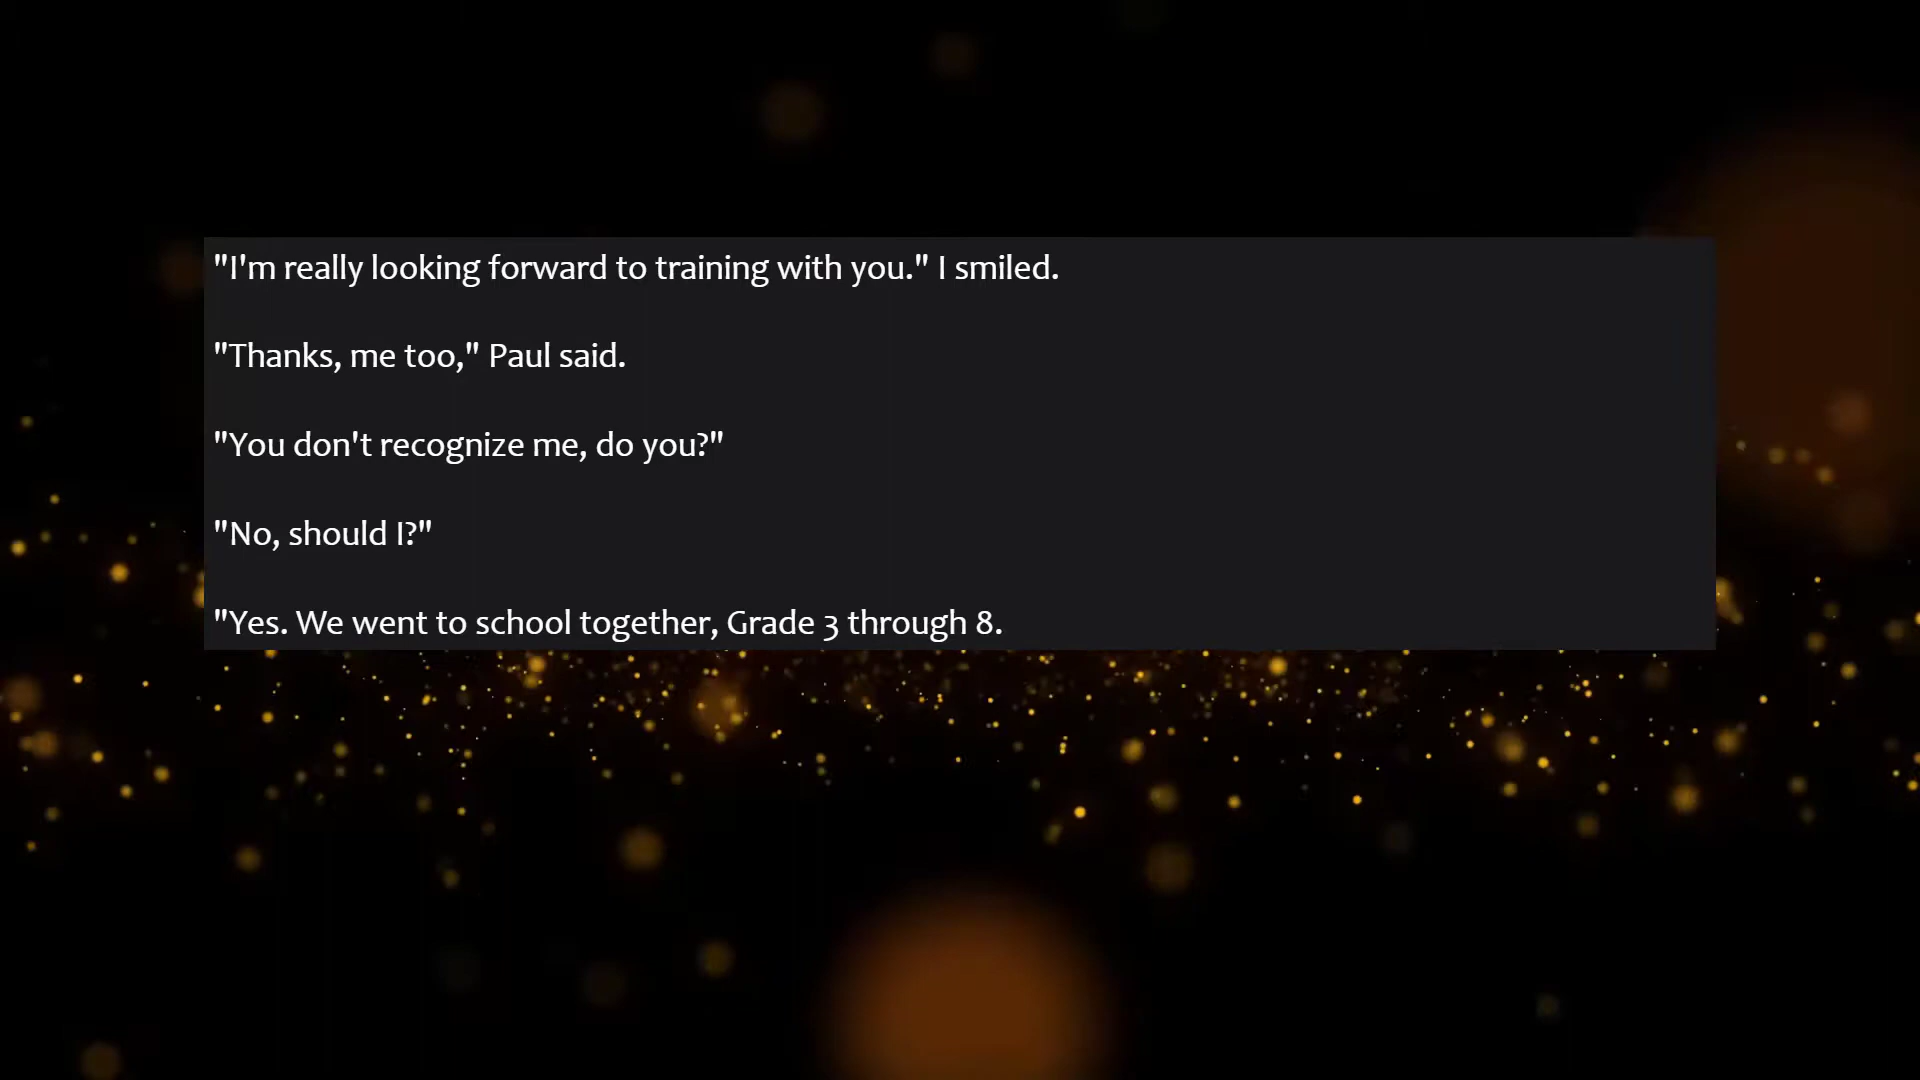 "I'm really looking forward to training with you." I smiled.
"Thanks, me too," Paul said.
"You don't recognize me, do you?"
"No, should I?"
"Yes. We went to school together, Grade 3 through 8.